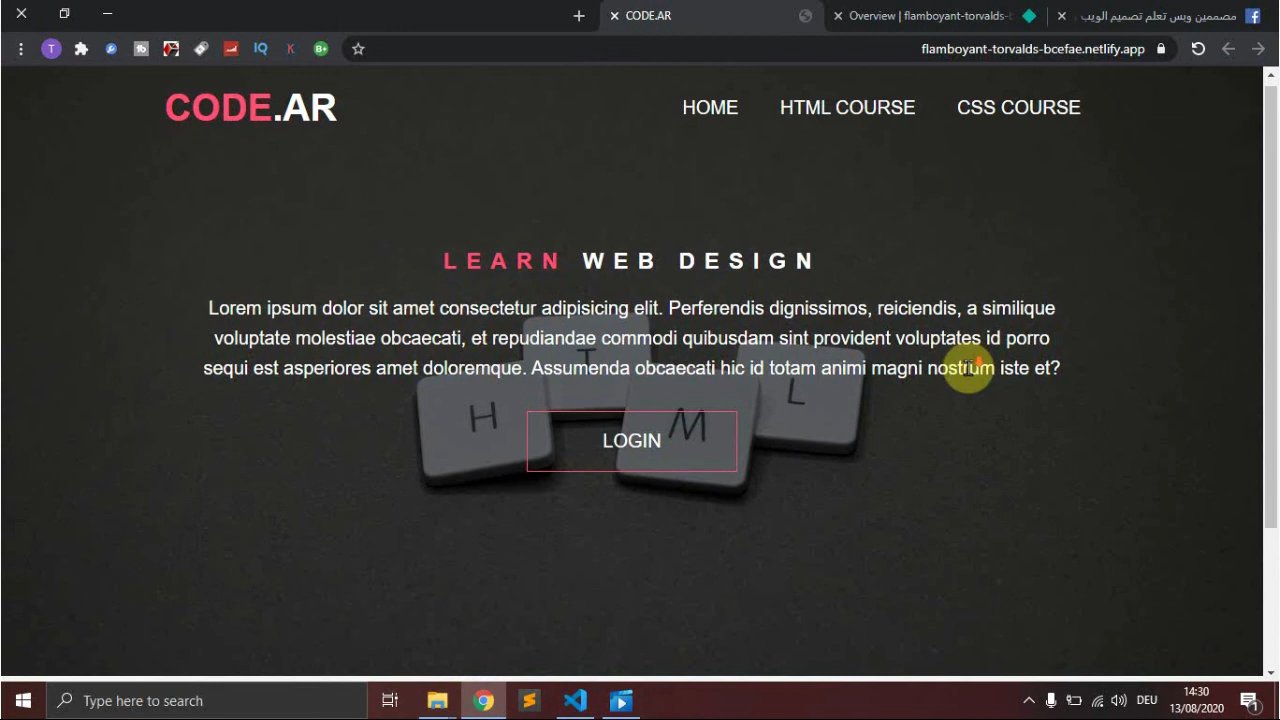 CODE.AR
Overview | flamboyant-torvalds-
مصممين وبس تعلم تصميم الويب
T
IQ
K
B+
flamboyant-torvalds-bcefae.netlify.app
CODE.AR
HOME
HTML COURSE
CSS COURSE
LEARN WEB DESIGN
Lorem ipsum dolor sit amet consectetur adipisicing elit. Perferendis dignissimos, reiciendis, a similique
voluptate molestiae obcaecati, et repudiandae commodi quibusdam sint provident voluptates id porro
sequi est asperiores amet doloremque. Assumenda obcaecati hic id totam animi magni nostrum iste et?
H
T
M
L
LOGIN
Type here to search
DEU
14:30
13/08/2020
1